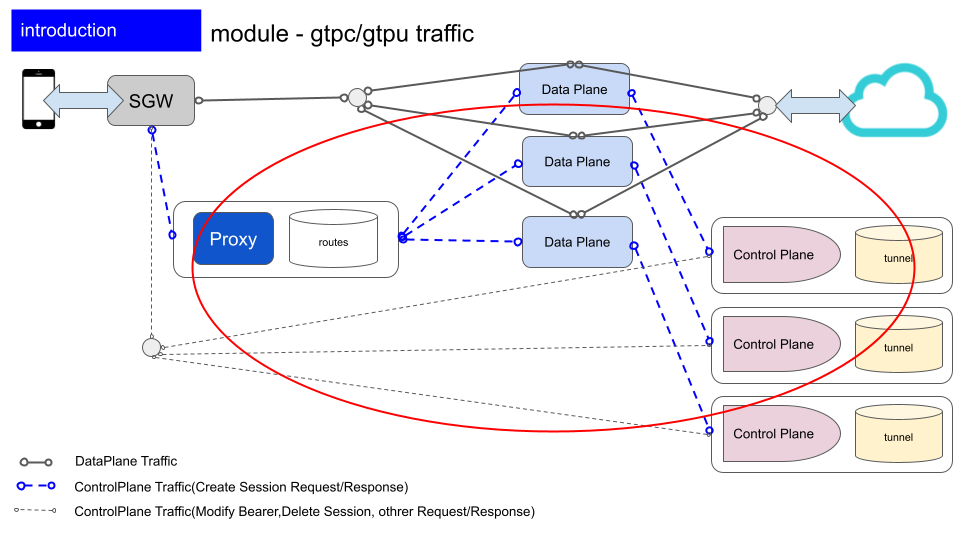 introduction
module - gtpc/gtpu traffic
SGW
Data Plane
Data Plane
Data Plane
Proxy
routes
Control Plane
tunnel
Control Plane
tunnel
Control Plane
tunnel
DataPlane Traffic
ControlPlane Traffic(Create Session Request/Response)
ControlPlane Traffic(Modify Bearer,Delete Session, othrer Request/Response)